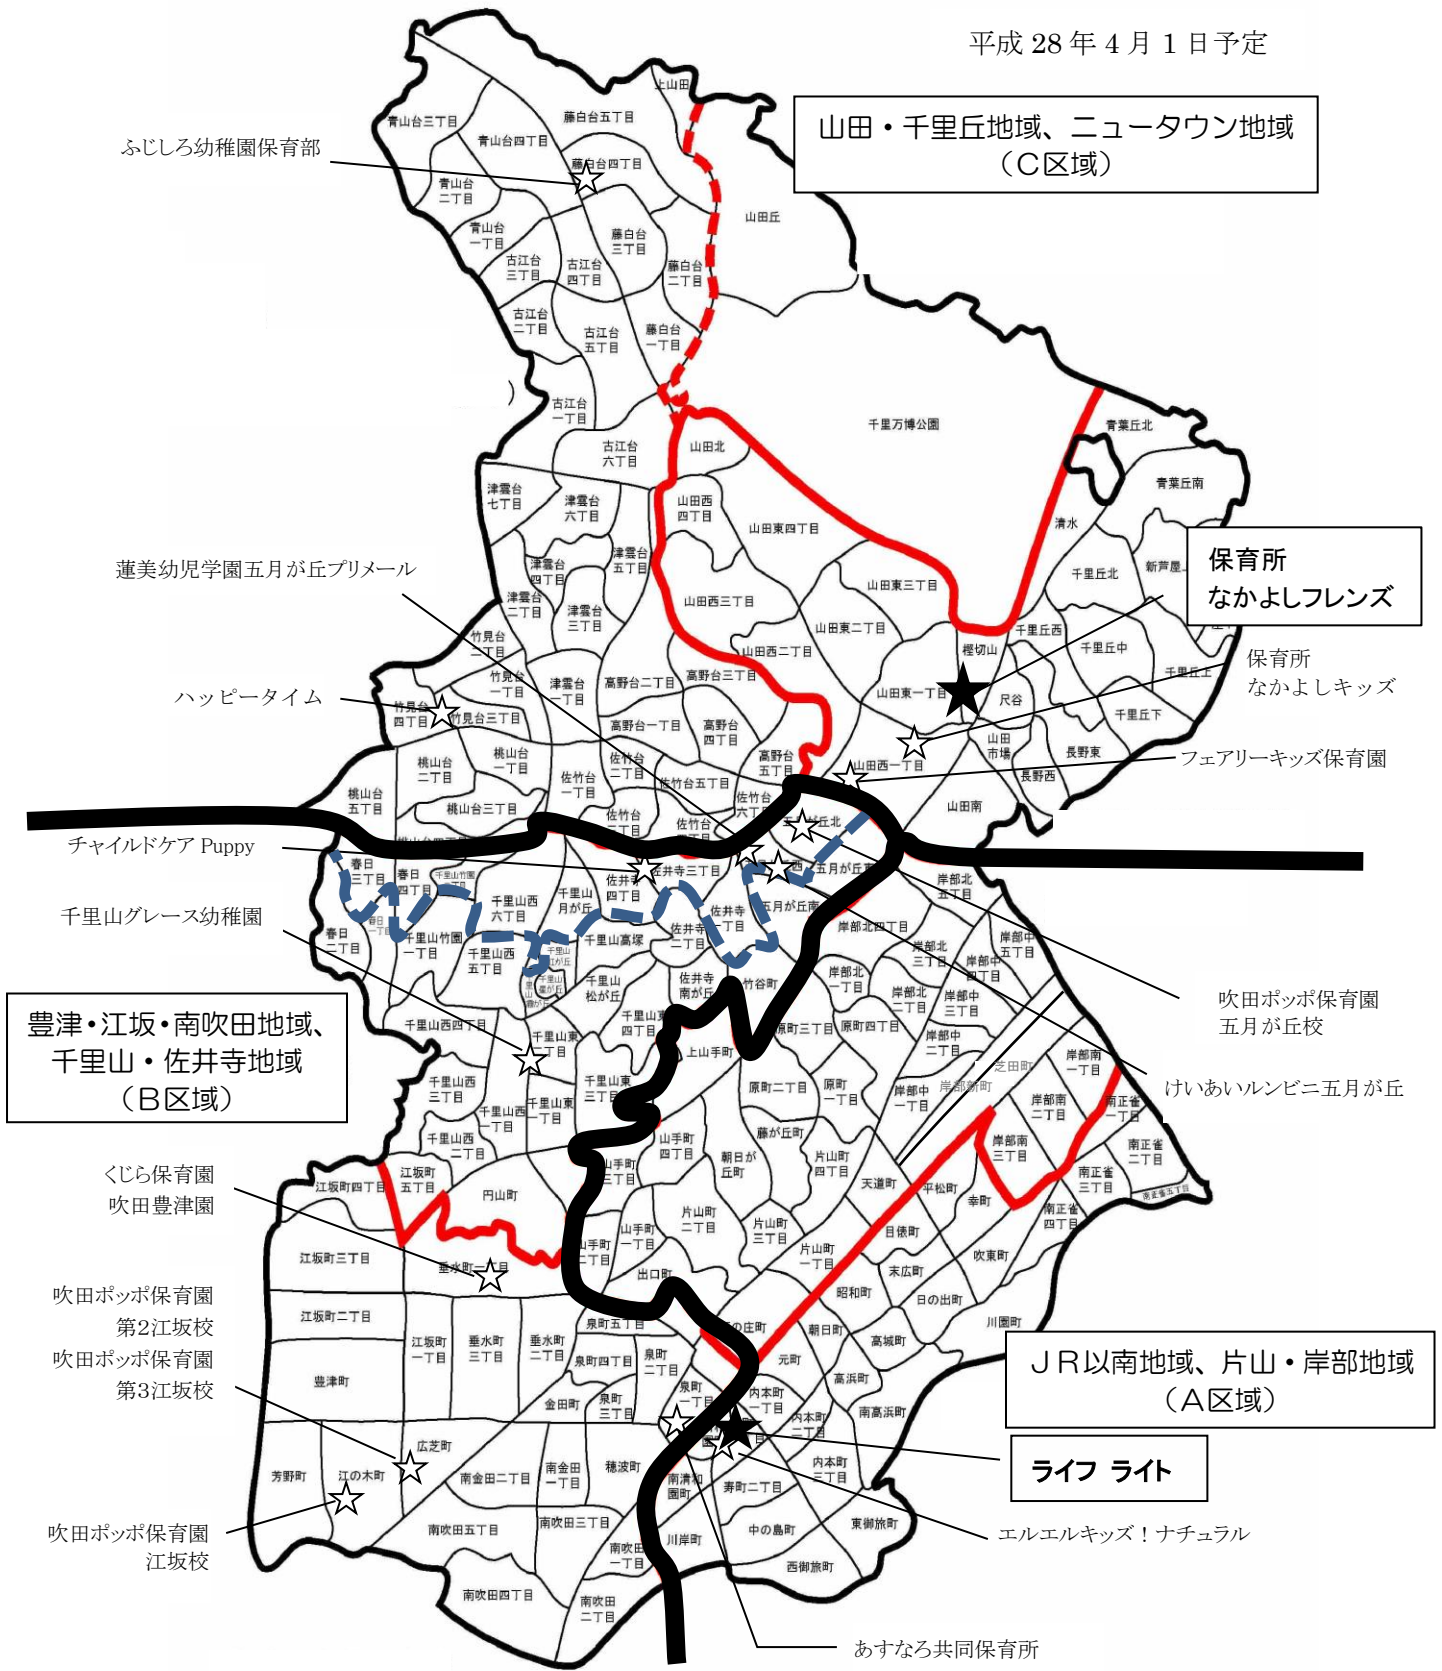 平成 28 年 4 月 1 日予定
山田・千里丘地域、ニュータウン地域
（C区域）
ふじしろ幼稚園保育部
上山田
青山台三丁目
藤白台五丁目
青山台四丁目
藤白台四丁目
青山台
二丁目
青山台
一丁目
山田丘
藤白台
三丁目
古江台
三丁目
古江台
四丁目
藤白台
二丁目
古江台
二丁目
古江台
五丁目
藤白台
一丁目
古江台
一丁目
千里万博公園
青葉丘北
古江台
六丁目
山田北
津雲台
七丁目
津雲台
六丁目
山田西
四丁目
山田東四丁目
青葉丘南
清水
保育所
なかよしフレンズ
蓮美幼児学園五月が丘プリメール
津雲台
五丁目
津雲台
四丁目
千里丘北
新芦屋
山田東三丁目
津雲台
二丁目
津雲台
三丁目
山田西三丁目
山田東二丁目
千里丘西
竹見台
二丁目
山田西二丁目
樫切山
千里丘中
保育所
なかよしキッズ
千里丘上
ハッピータイム
竹見台
一丁目
津雲台
一丁目
高野台二丁目
高野台三丁目
山田東一丁目
尺谷
竹見台
四丁目
竹見台三丁目
高野台一丁目
高野台
四丁目
千里丘下
桃山台
二丁目
桃山台
一丁目
佐竹台
二丁目
高野台
五丁目
山田
市場
長野東
フェアリーキッズ保育園
佐竹台
一丁目
佐竹台五丁目
山田西一丁目
長野西
桃山台
五丁目
桃山台三丁目
佐竹台
六丁目
山田南
チャイルドケア Puppy
春日
三丁目
春日
四丁目
佐井寺三丁目
佐井寺
四丁目
岸部北
五丁目
千里山グレース幼稚園
千里山西
六丁目
千里山
月が丘
佐井寺
一丁目
五月が丘南
岸部北四丁目
春日
二丁目
千里山竹園
一丁目
千里山西
五丁目
千里山高塚
佐井寺
二丁目
岸部北
三丁目
岸部中
五丁目
岸部中
四丁目
千里山
星が丘
千里山
松が丘
佐井寺
南が丘
竹谷町
岸部北
一丁目
岸部北
二丁目
岸部中
三丁目
吹田ポッポ保育園
五月が丘校
豊津・江坂・南吹田地域、
千里山・佐井寺地域
（B区域）
千里山西四丁目
千里山東
二丁目
千里山東
四丁目
原町三丁目
原町四丁目
岸部中
二丁目
上山手町
岸部南
一丁目
芝田町
千里山西
三丁目
千里山東
三丁目
原町二丁目
原町
一丁目
岸部中
一丁目
岸部新町
けいあいルンビニ五月が丘
千里山西
一丁目
千里山東
一丁目
岸部南
二丁目
南正雀
一丁目
千里山西
二丁目
山手町
四丁目
藤が丘町
岸部南
三丁目
南正雀
二丁目
くじら保育園
吹田豊津園
江坂町四丁目
江坂町
五丁目
円山町
山手町
三丁目
朝日が
丘町
片山町
四丁目
天道町
平松町
幸町
南正雀
三丁目
南正雀五丁目
南正雀
四丁目
片山町
二丁目
片山町
三丁目
山手町
一丁目
山手町
二丁目
目俵町
江坂町三丁目
垂水町一丁目
出口町
片山町
一丁目
末広町
吹東町
昭和町
日の出町
吹田ポッポ保育園
第2江坂校
吹田ポッポ保育園
第3江坂校
江坂町二丁目
江坂町
一丁目
垂水町
三丁目
垂水町
二丁目
泉町五丁目
朝日町
高城町
川園町
ＪＲ以南地域、片山・岸部地域
（A区域）
豊津町
泉町四丁目
泉町
二丁目
元町
高浜町
泉町
一丁目
内本町
一丁目
金田町
泉町
三丁目
内本町
二丁目
南高浜町
広芝町
芳野町
江の木町
南金田二丁目
南金田
一丁目
穂波町
南清和
園町
寿町二丁目
内本町
三丁目
ライフ ライト
吹田ポッポ保育園
江坂校
南吹田五丁目
南吹田三丁目
川岸町
中の島町
東御旅町
エルエルキッズ！ナチュラル
南吹田
一丁目
西御旅町
南吹田四丁目
南吹田
二丁目
あすなろ共同保育所